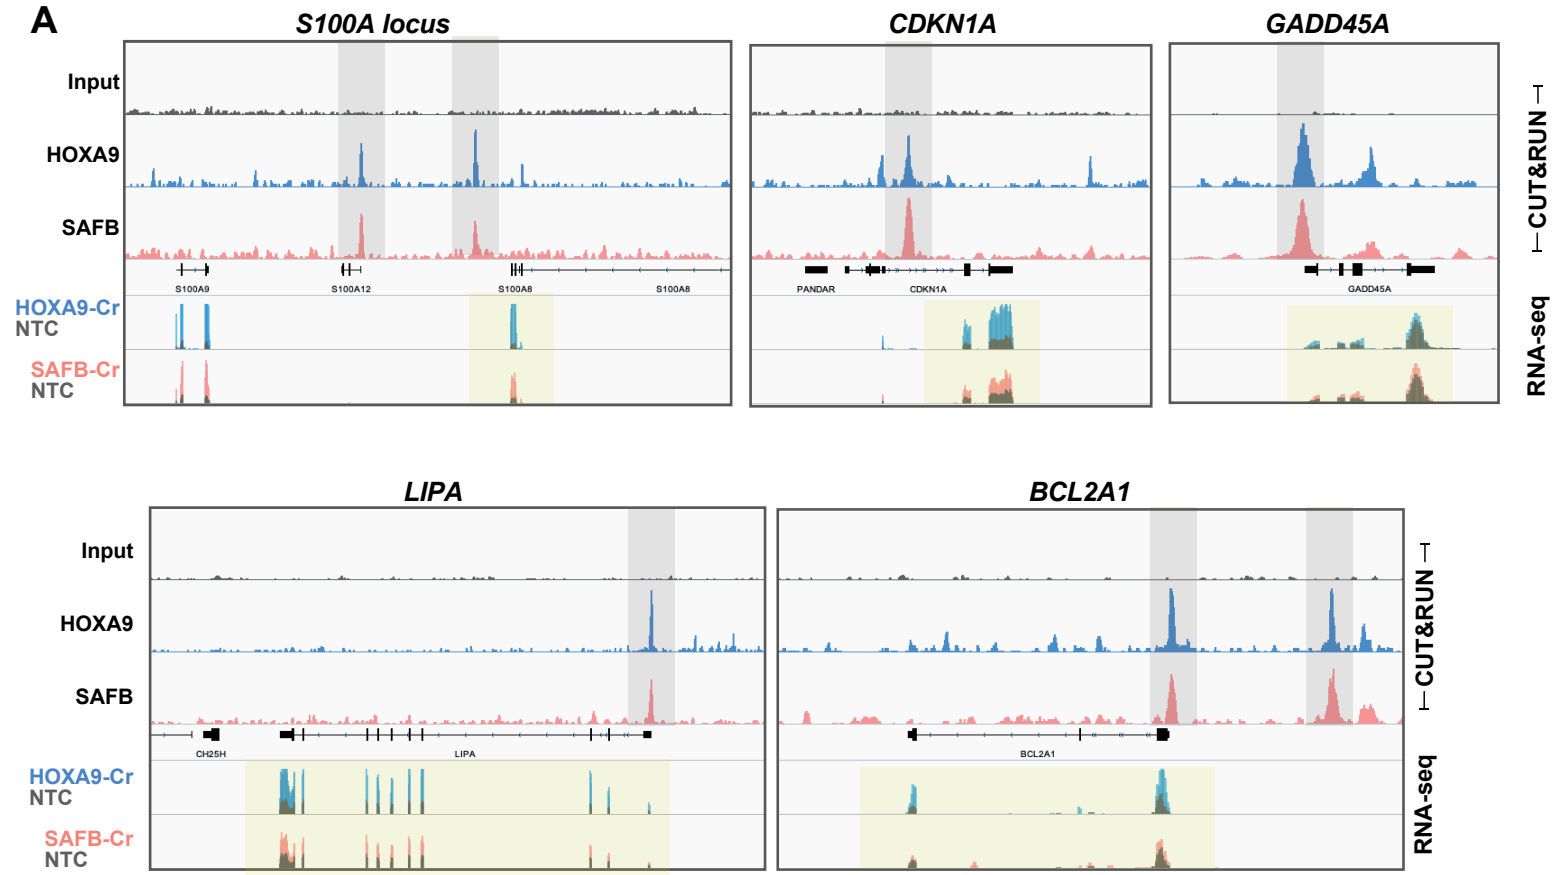 A
S100A locus
CDKN1A
GADD45A
Input
HOXA9
SAFB
S100A9
S100A12
S100A8
S100A8
PANDAR
CDKN1A
GADD45A
HOXA9-Cr
NTC
SAFB-Cr
NTC
CUT&RUN
RNA-seq
LIPA
BCL2A1
Input
HOXA9
SAFB
CH25H
LIPA
BCL2A1
HOXA9-Cr
NTC
SAFB-Cr
NTC
CUT&RUN
RNA-seq